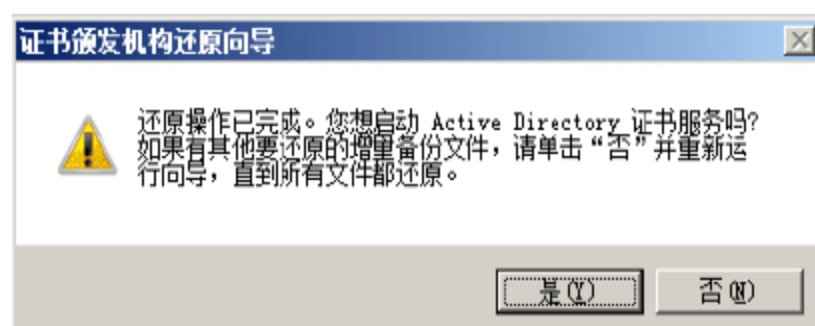 证书颁发机构还原向导
还原操作已完成。您想启动 Active Directory 证书服务吗?
如果有其他要还原的增量备份文件，请单击“否”并重新运
行向导，直到所有文件都还原。
是(Y) 否(N)